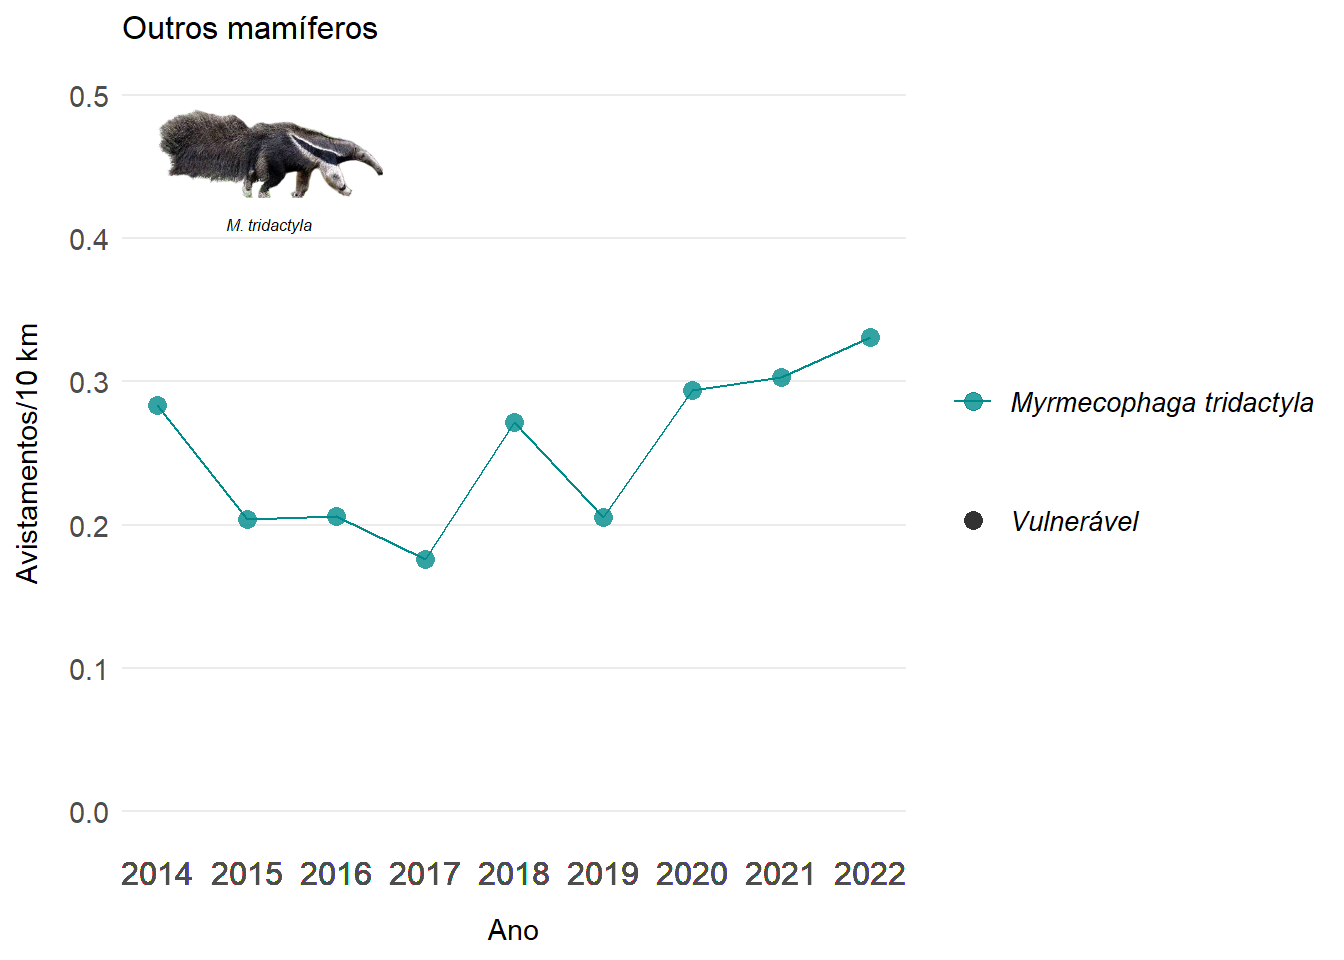 Outros mamíferos
0.5
M. tridactyla
0.4
0.3
0.2
0.1
0.0
Avistamentos/10 km
2014 2015 2016 2017 2018 2019 2020 2021 2022
Ano
Myrmecophaga tridactyla
Vulnerável